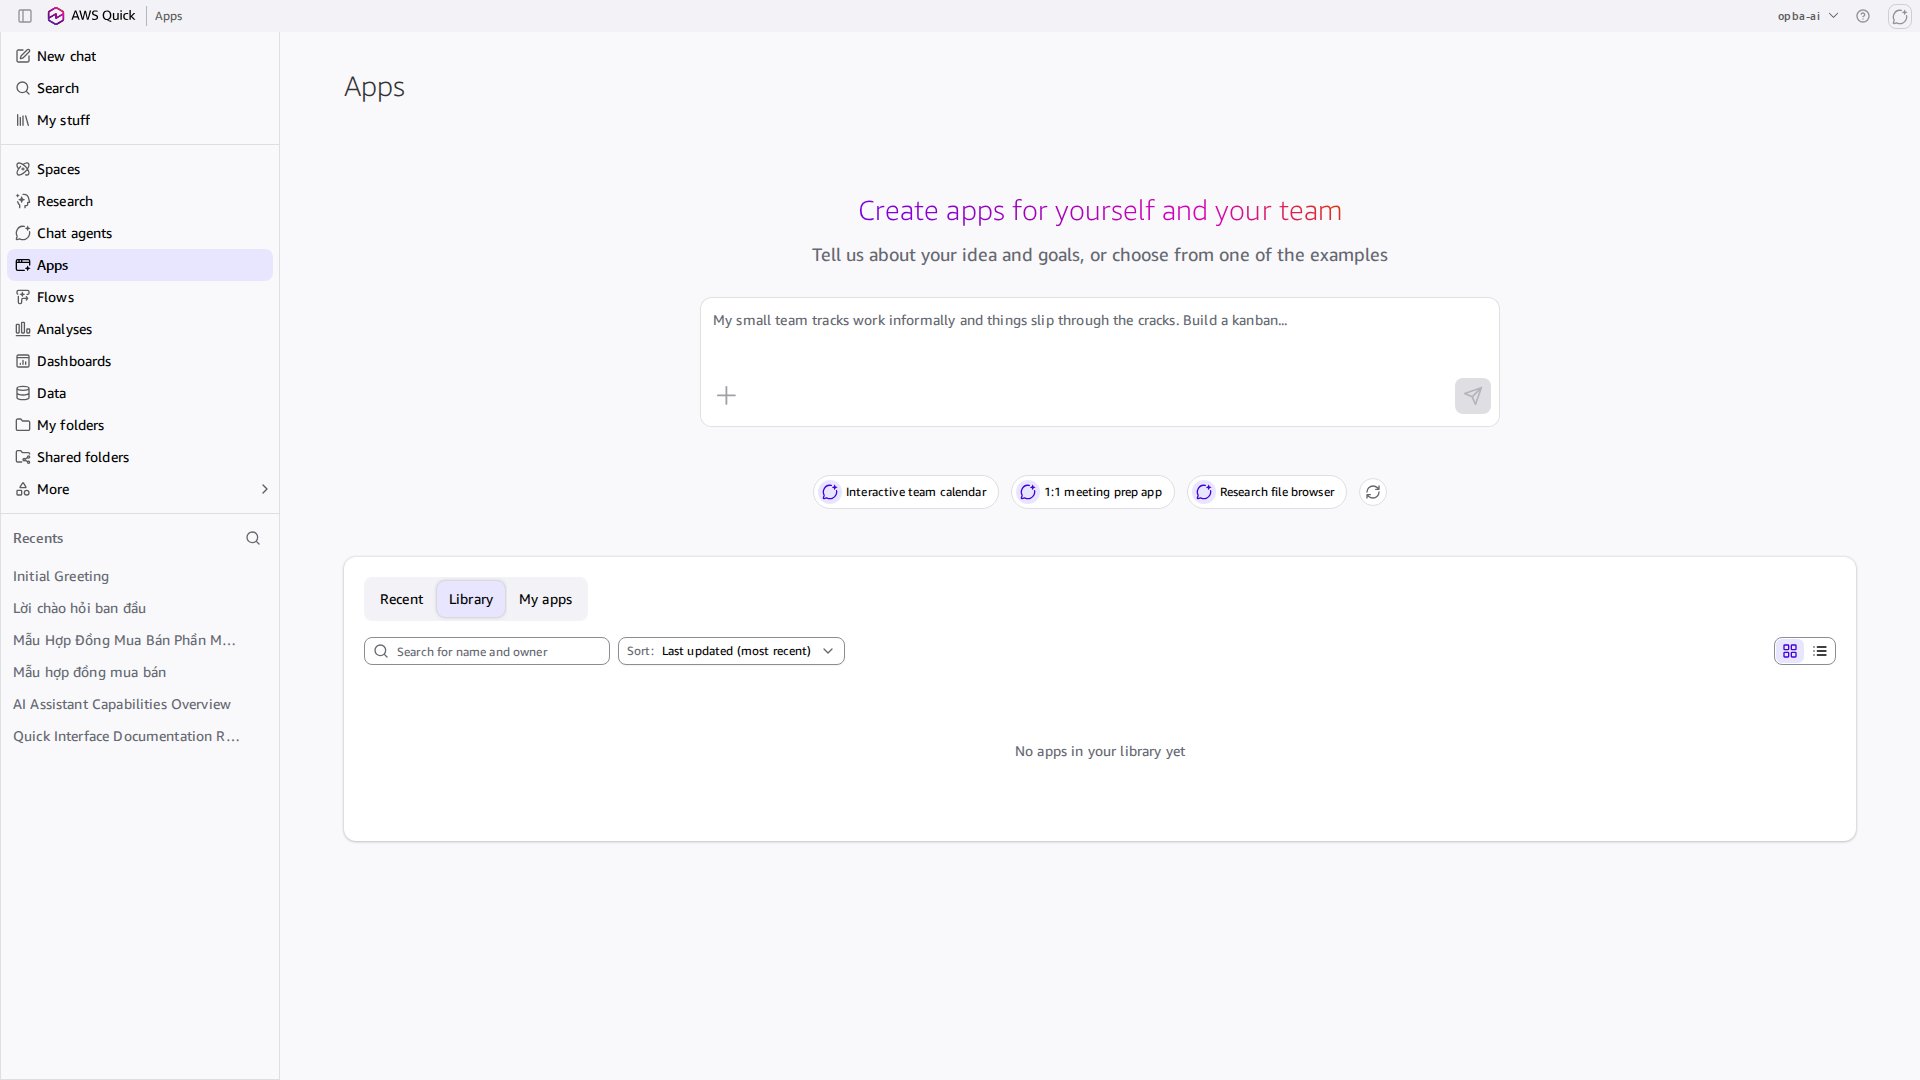 AWS Quick
Apps
opba-ai
New chat
Search
My stuff
Spaces
Research
Chat agents
Apps
Flows
Analyses
Dashboards
Data
My folders
Shared folders
More
Recents
Initial Greeting
Lời chào hỏi ban đầu
Mẫu Hợp Đồng Mua Bán Phần M...
Mẫu hợp đồng mua bán
AI Assistant Capabilities Overview
Quick Interface Documentation R...
Apps
Create apps for yourself and your team
Tell us about your idea and goals, or choose from one of the examples
My small team tracks work informally and things slip through the cracks. Build a kanban...
Interactive team calendar
1:1 meeting prep app
Research file browser
Recent
Library
My apps
Search for name and owner
Sort: Last updated (most recent)
No apps in your library yet